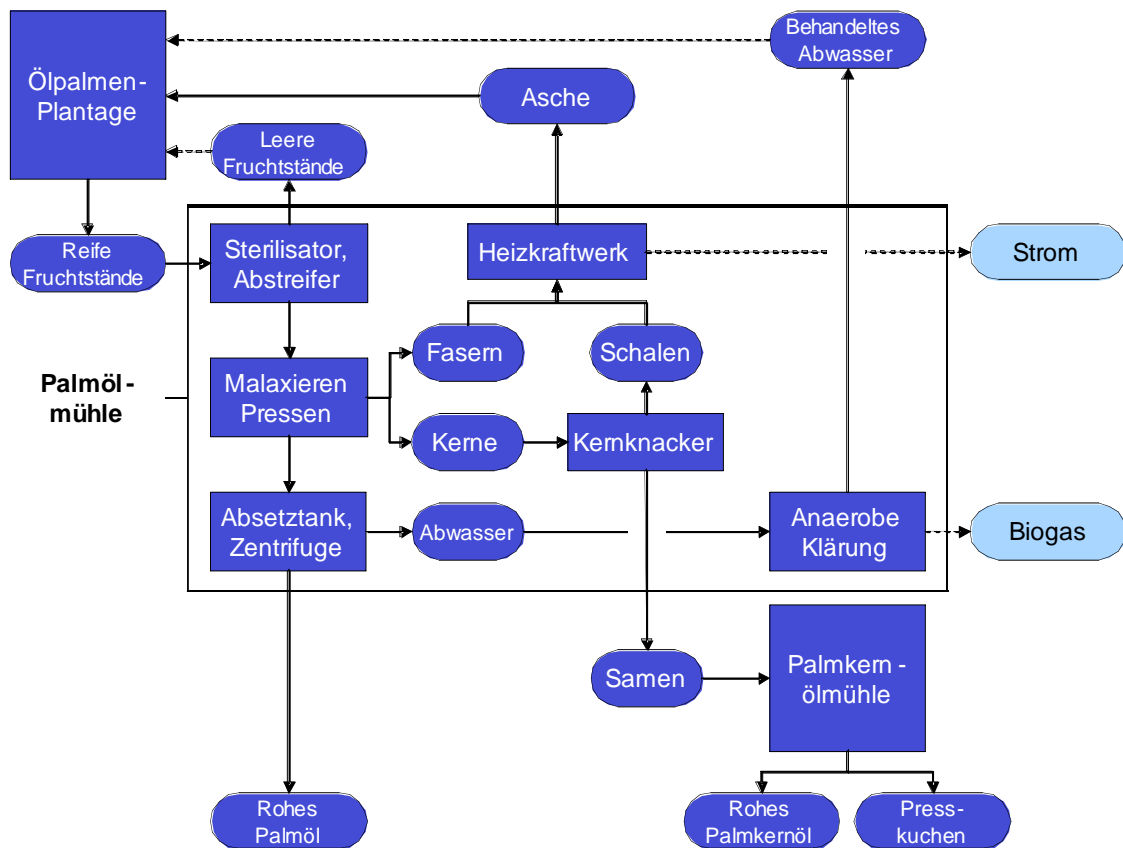 Behandeltes
Abwasser
Ölpalmen-
Plantage
Asche
Leere
Fruchtstände
Reife
Fruchtstände
Sterilisator,
Abstreifer
Heizkraftwerk
Strom
Fasern
Schalen
Palmöl-
mühle
Malaxieren
Pressen
Kerne
Kernknacker
Absetztank,
Zentrifuge
Abwasser
Anaerobe
Klärung
Biogas
Samen
Palmkern-
ölmühle
Rohes
Palmöl
Rohes
Palmkernöl
Press-
kuchen